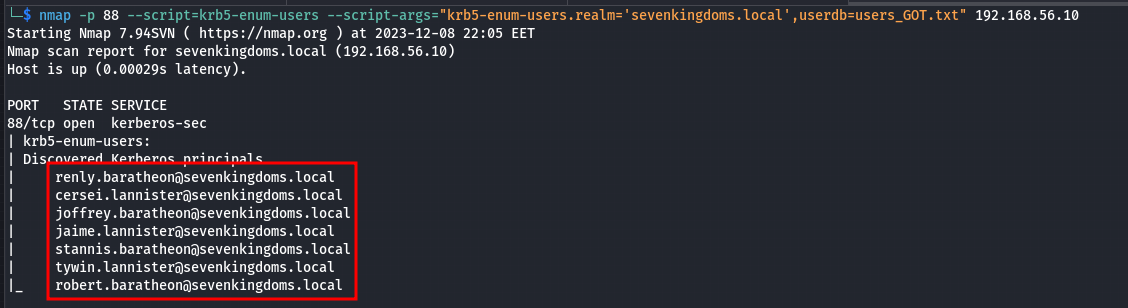 └─$ nmap -p 88 --script=krb5-enum-users --script-args="krb5-enum-users.realm='sevenkingdoms.local',userdb=users_GOT.txt" 192.168.56.10
Starting Nmap 7.94SVN ( https://nmap.org ) at 2023-12-08 22:05 EET
Nmap scan report for sevenkingdoms.local (192.168.56.10)
Host is up (0.00029s latency).

PORT   STATE SERVICE
88/tcp open  kerberos-sec
| krb5-enum-users:
| Discovered Kerberos principals
|     renly.baratheon@sevenkingdoms.local
|     cersei.lannister@sevenkingdoms.local
|     joffrey.baratheon@sevenkingdoms.local
|     jaime.lannister@sevenkingdoms.local
|     stannis.baratheon@sevenkingdoms.local
|     tywin.lannister@sevenkingdoms.local
|_    robert.baratheon@sevenkingdoms.local